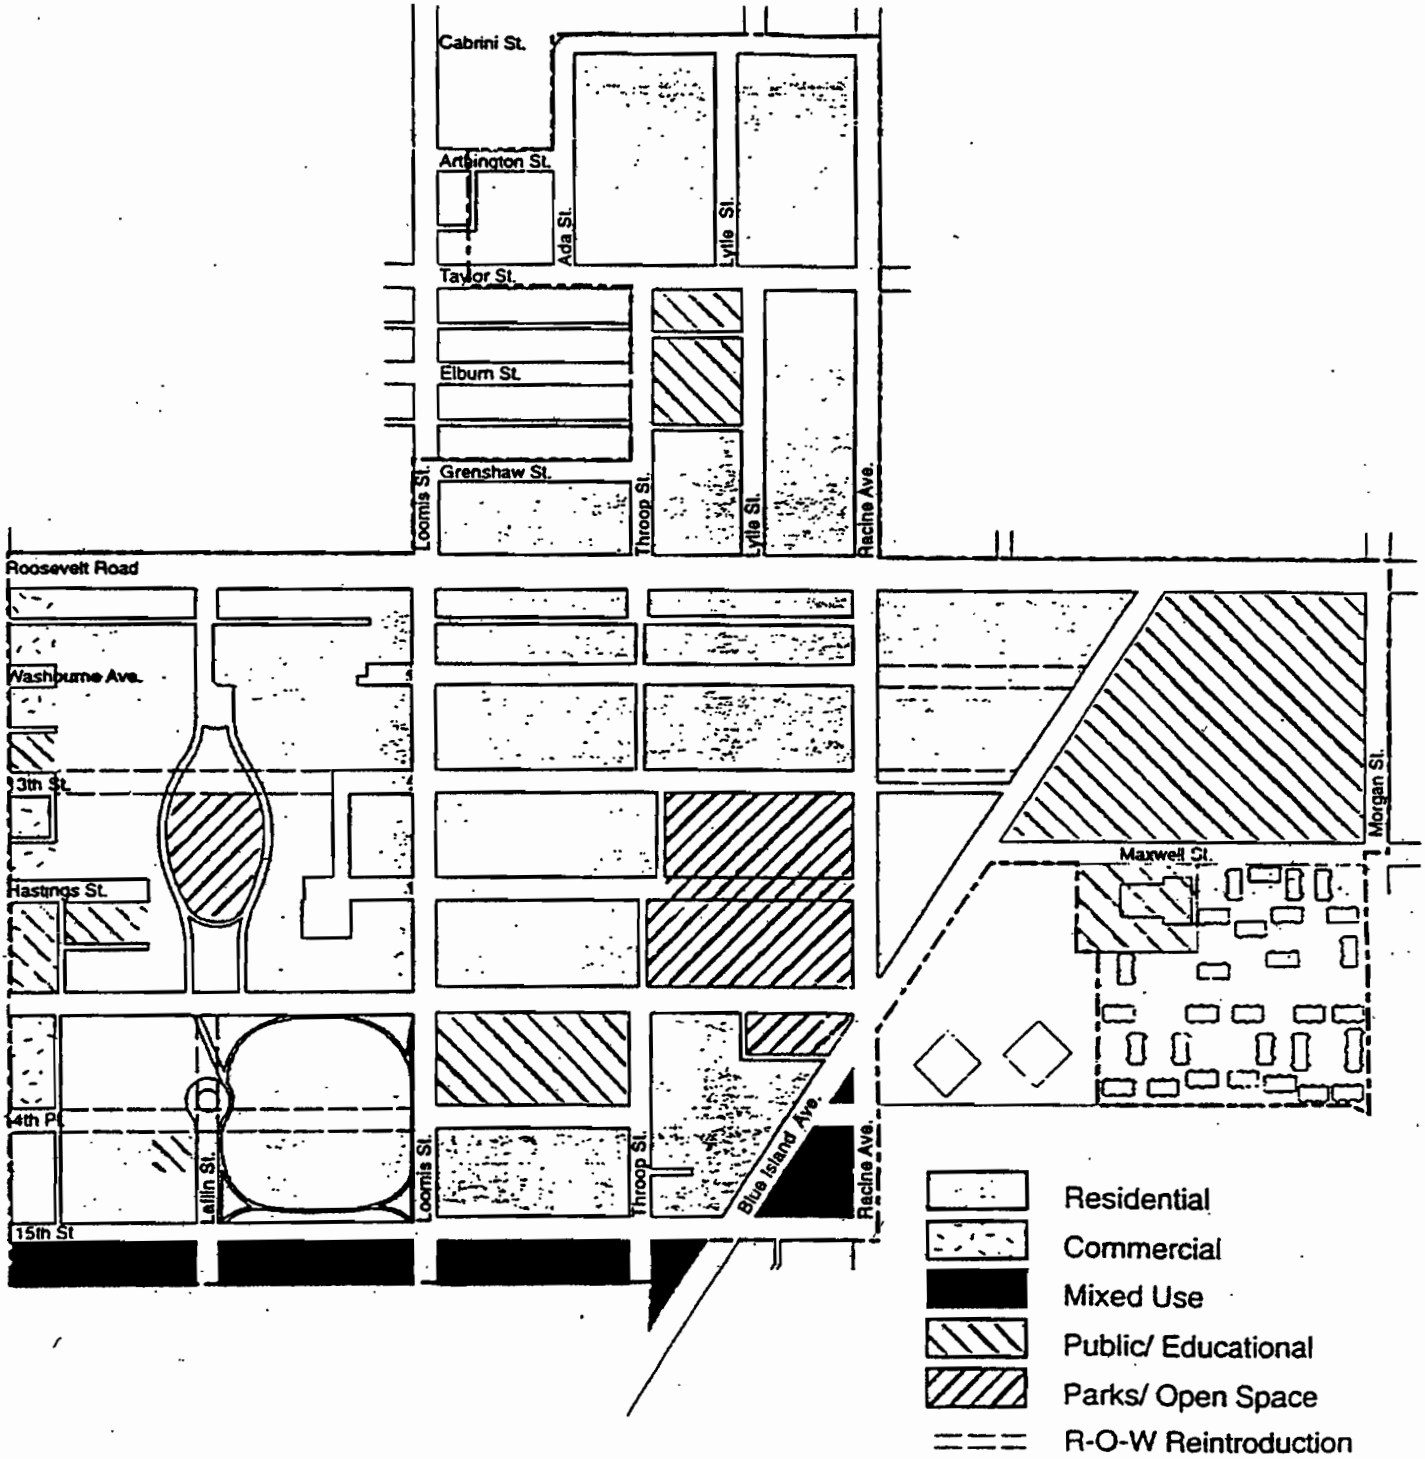 Cabrini St.
Arthington St.
Ada St.
Lytle St.
Taylor St.
Elburn St.
Loomis St.
Grenshaw St.
Throop St.
Lytle St.
Racine Ave.
Roosevelt Road
Washbourne Ave.
13th St.
Morgan St.
Maxwell St.
Hastings St.
14th Pl.
Laflin St.
Loomis St.
Throop St.
Blue Island Ave.
Racine Ave.
15th St
Residential
Commercial
Mixed Use
Public/ Educational
Parks/ Open Space
R-O-W Reintroduction